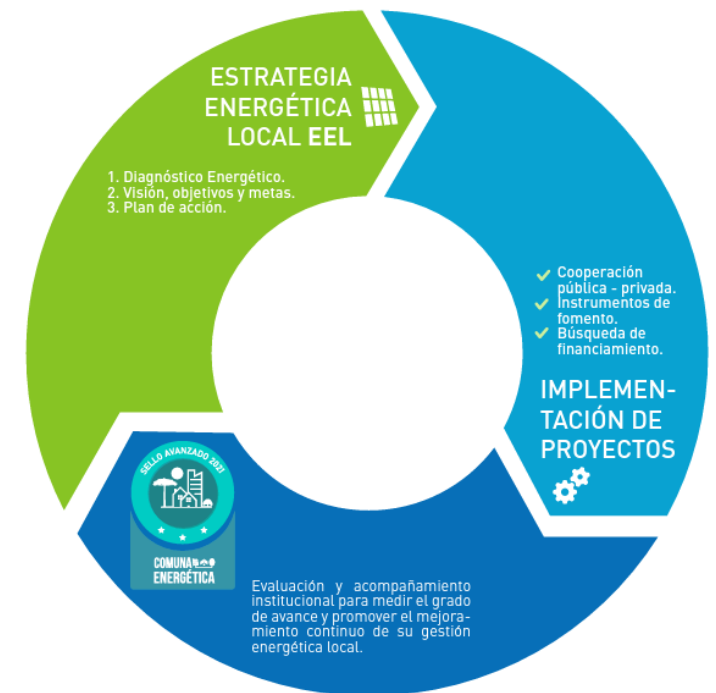 ESTRATEGIA
ENERGÉTICA
LOCAL EEL
1. Diagnóstico Energético.
2. Visión, objetivos y metas.
3. Plan de acción.
Cooperación
pública - privada.
Instrumentos de
fomento.
Búsqueda de
financiamiento.
IMPLEMEN-
TACIÓN DE
PROYECTOS
SELLO AVANZADO 2021
COMUNA
ENERGÉTICA
Evaluación y acompañamiento
institucional para medir el grado
de avance y promover el mejora-
miento continuo de su gestión
energética local.